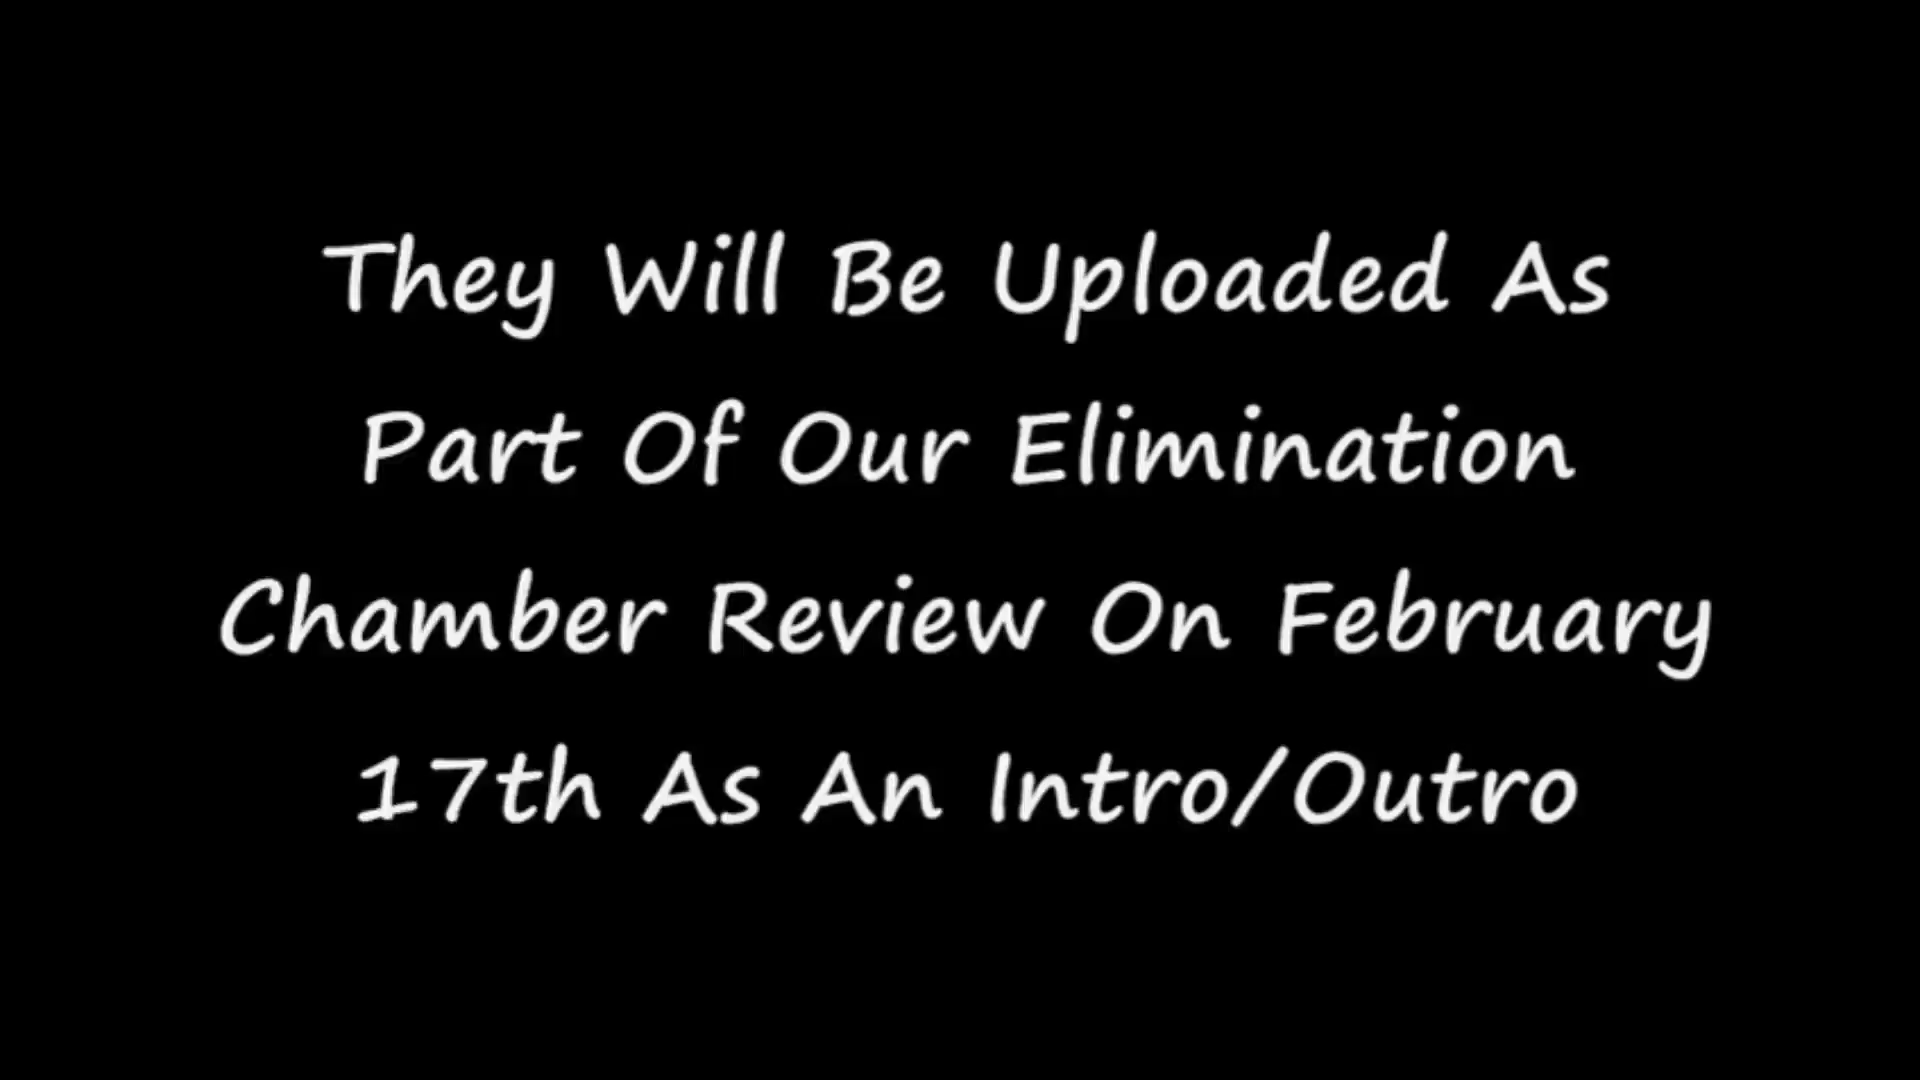 They Will Be Uploaded As
Part Of Our Elimination
Chamber Review On February
17th As An Intro/Outro